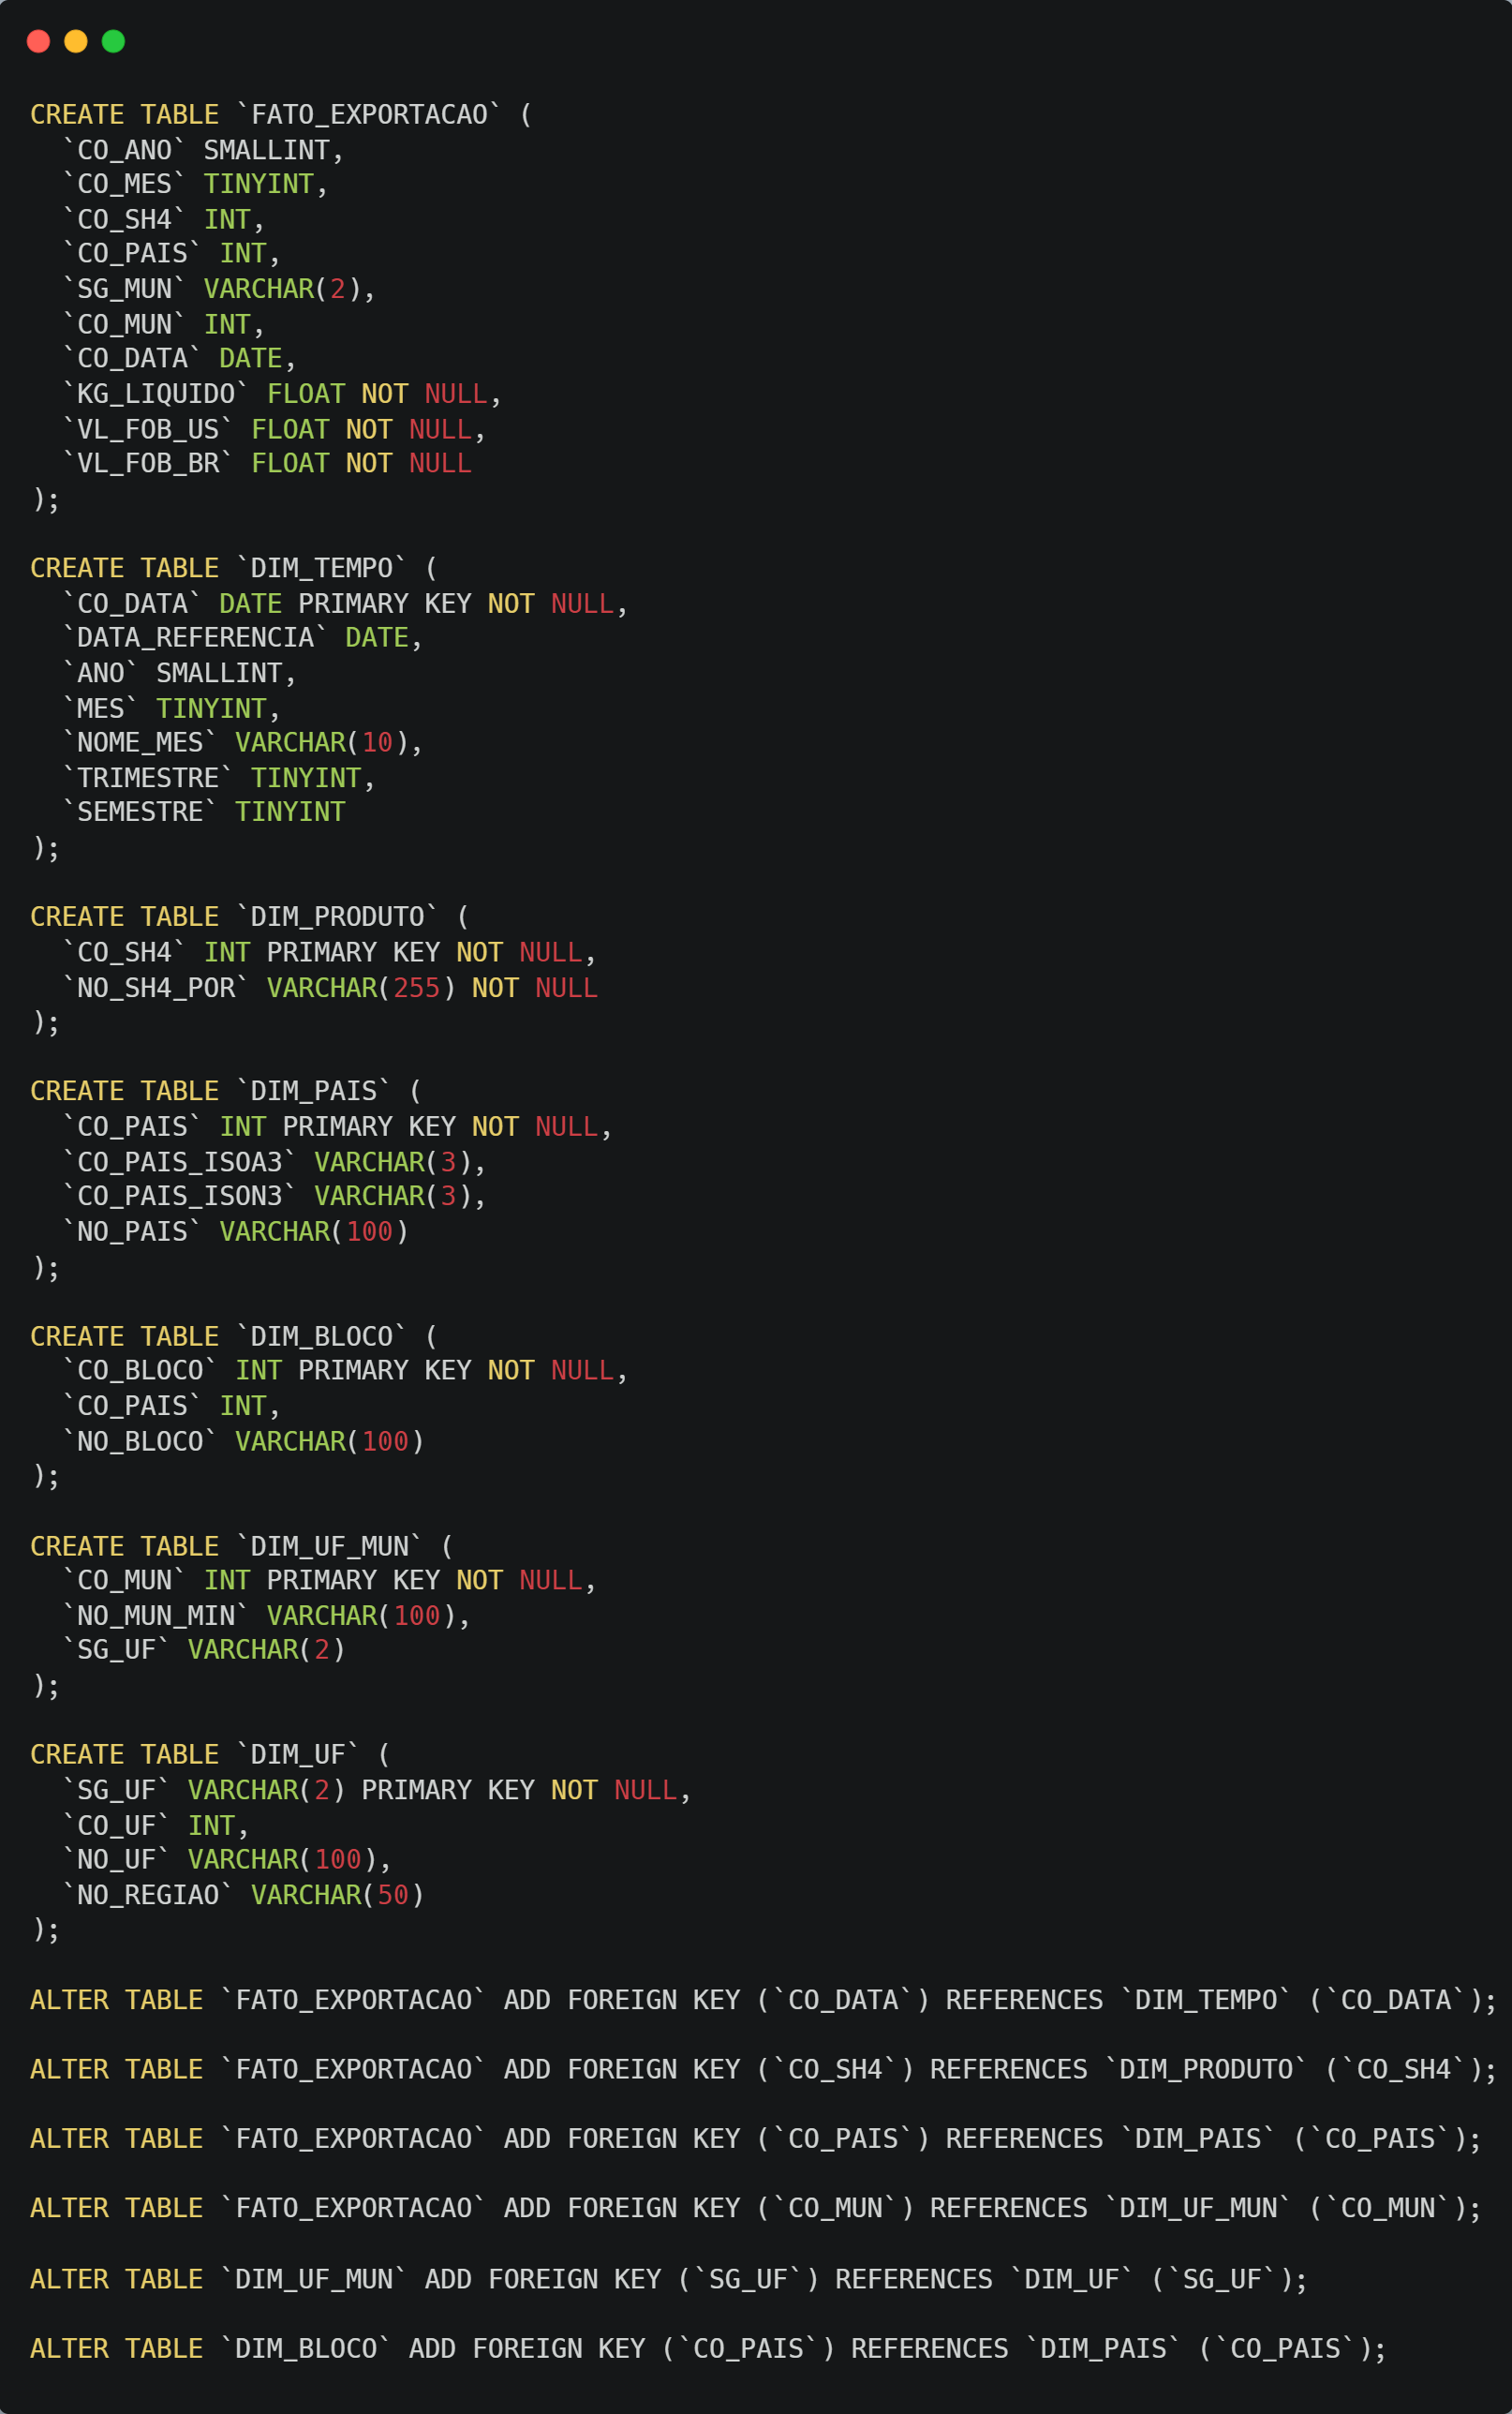 CREATE TABLE `FATO_EXPORTACAO` (
  `CO_ANO` SMALLINT,
  `CO_MES` TINYINT,
  `CO_SH4` INT,
  `CO_PAIS` INT,
  `SG_MUN` VARCHAR(2),
  `CO_MUN` INT,
  `CO_DATA` DATE,
  `KG_LIQUIDO` FLOAT NOT NULL,
  `VL_FOB_US` FLOAT NOT NULL,
  `VL_FOB_BR` FLOAT NOT NULL
);

CREATE TABLE `DIM_TEMPO` (
  `CO_DATA` DATE PRIMARY KEY NOT NULL,
  `DATA_REFERENCIA` DATE,
  `ANO` SMALLINT,
  `MES` TINYINT,
  `NOME_MES` VARCHAR(10),
  `TRIMESTRE` TINYINT,
  `SEMESTRE` TINYINT
);

CREATE TABLE `DIM_PRODUTO` (
  `CO_SH4` INT PRIMARY KEY NOT NULL,
  `NO_SH4_POR` VARCHAR(255) NOT NULL
);

CREATE TABLE `DIM_PAIS` (
  `CO_PAIS` INT PRIMARY KEY NOT NULL,
  `CO_PAIS_ISOA3` VARCHAR(3),
  `CO_PAIS_ISON3` VARCHAR(3),
  `NO_PAIS` VARCHAR(100)
);

CREATE TABLE `DIM_BLOCO` (
  `CO_BLOCO` INT PRIMARY KEY NOT NULL,
  `CO_PAIS` INT,
  `NO_BLOCO` VARCHAR(100)
);

CREATE TABLE `DIM_UF_MUN` (
  `CO_MUN` INT PRIMARY KEY NOT NULL,
  `NO_MUN_MIN` VARCHAR(100),
  `SG_UF` VARCHAR(2)
);

CREATE TABLE `DIM_UF` (
  `SG_UF` VARCHAR(2) PRIMARY KEY NOT NULL,
  `CO_UF` INT,
  `NO_UF` VARCHAR(100),
  `NO_REGIAO` VARCHAR(50)
);

ALTER TABLE `FATO_EXPORTACAO` ADD FOREIGN KEY (`CO_DATA`) REFERENCES `DIM_TEMPO` (`CO_DATA`);

ALTER TABLE `FATO_EXPORTACAO` ADD FOREIGN KEY (`CO_SH4`) REFERENCES `DIM_PRODUTO` (`CO_SH4`);

ALTER TABLE `FATO_EXPORTACAO` ADD FOREIGN KEY (`CO_PAIS`) REFERENCES `DIM_PAIS` (`CO_PAIS`);

ALTER TABLE `FATO_EXPORTACAO` ADD FOREIGN KEY (`CO_MUN`) REFERENCES `DIM_UF_MUN` (`CO_MUN`);

ALTER TABLE `DIM_UF_MUN` ADD FOREIGN KEY (`SG_UF`) REFERENCES `DIM_UF` (`SG_UF`);

ALTER TABLE `DIM_BLOCO` ADD FOREIGN KEY (`CO_PAIS`) REFERENCES `DIM_PAIS` (`CO_PAIS`);